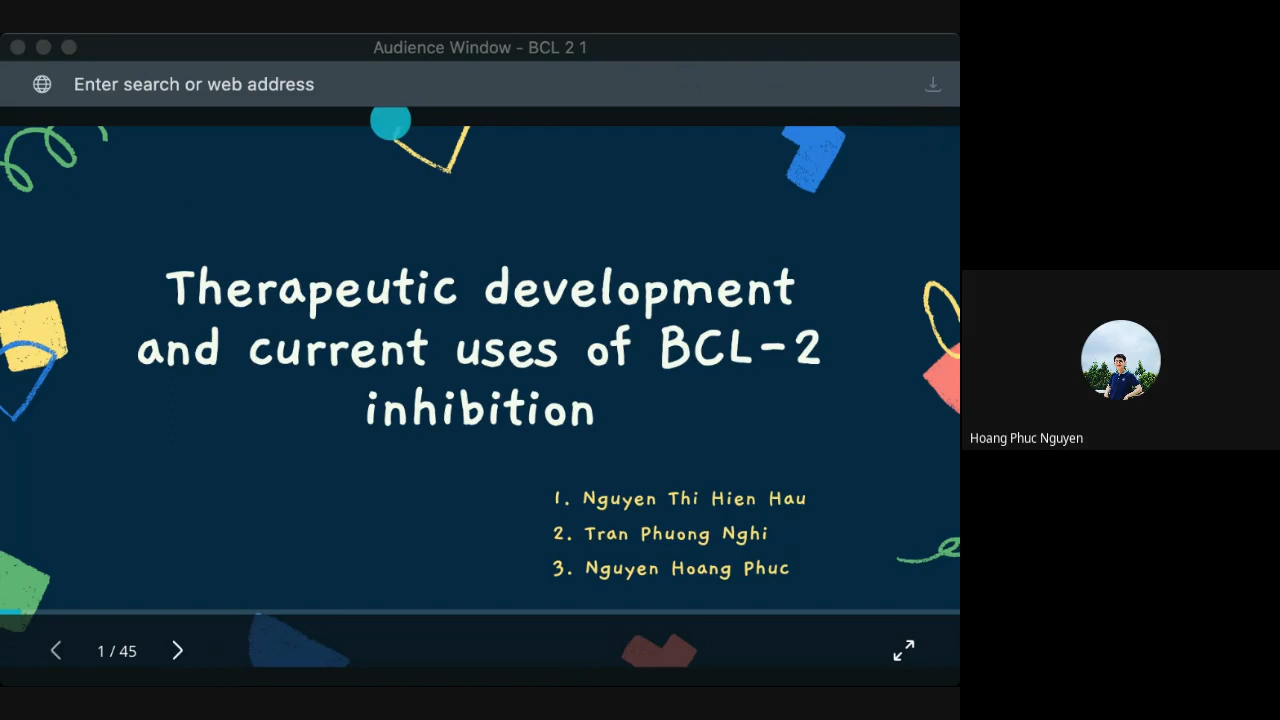 Audience Window - BCL 2 1
Enter search or web address
Therapeutic development
and current uses of BCL-2
inhibition
1. Nguyen Thi Hien Hau
2. Tran Phuong Nghi
3. Nguyen Hoang Phuc
1 / 45
Hoang Phuc Nguyen